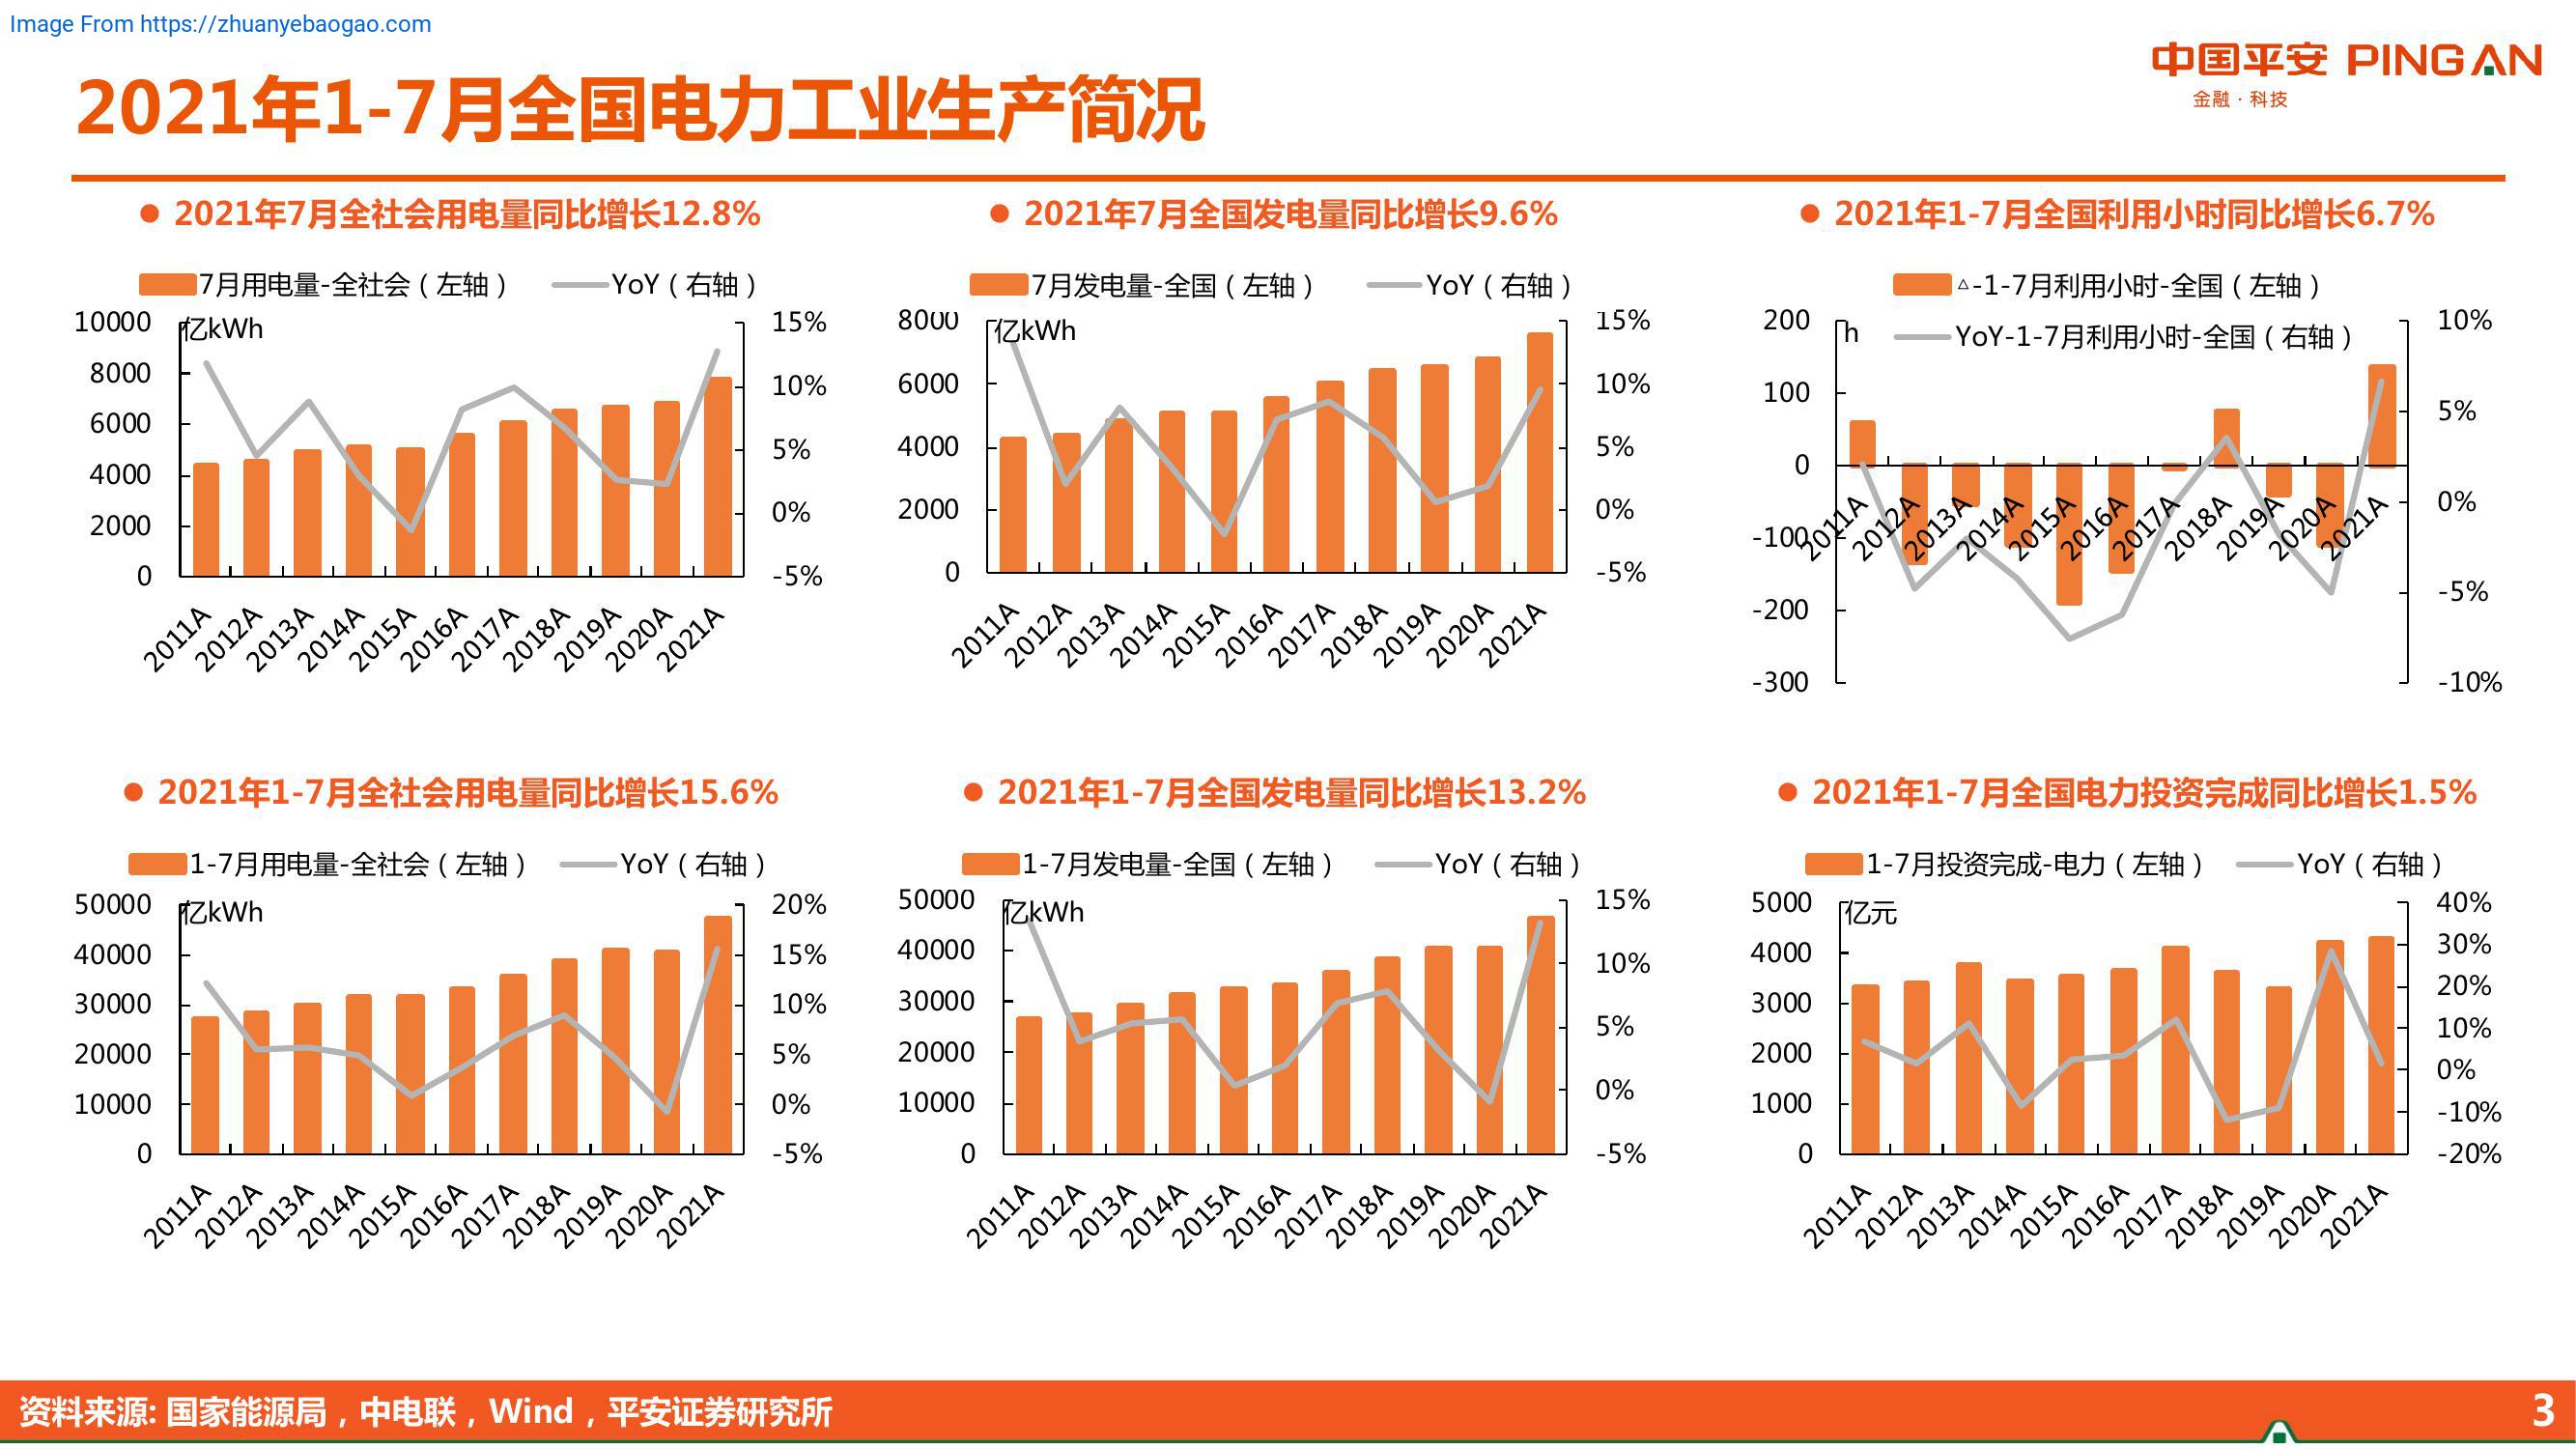 Image From https://zhuanyebaogao.com
中国平安 PINGAN
金融·科技
2021年1-7月全国电力工业生产简况
● 2021年7月全社会用电量同比增长12.8%
7月用电量-全社会（左轴） YoY（右轴）
亿kWh
10000
8000
6000
4000
2000
0
15%
10%
5%
0%
-5%
2011A 2012A 2013A 2014A 2015A 2016A 2017A 2018A 2019A 2020A 2021A
● 2021年7月全国发电量同比增长9.6%
7月发电量-全国（左轴） YoY（右轴）
亿kWh
8000
6000
4000
2000
0
15%
10%
5%
0%
-5%
2011A 2012A 2013A 2014A 2015A 2016A 2017A 2018A 2019A 2020A 2021A
● 2021年1-7月全国利用小时同比增长6.7%
△-1-7月利用小时-全国（左轴）
YoY-1-7月利用小时-全国（右轴）
h
200
100
0
-100
-200
-300
10%
5%
0%
-5%
-10%
2011A 2012A 2013A 2014A 2015A 2016A 2017A 2018A 2019A 2020A 2021A
● 2021年1-7月全社会用电量同比增长15.6%
1-7月用电量-全社会（左轴） YoY（右轴）
亿kWh
50000
40000
30000
20000
10000
0
20%
15%
10%
5%
0%
-5%
2011A 2012A 2013A 2014A 2015A 2016A 2017A 2018A 2019A 2020A 2021A
● 2021年1-7月全国发电量同比增长13.2%
1-7月发电量-全国（左轴） YoY（右轴）
亿kWh
50000
40000
30000
20000
10000
0
15%
10%
5%
0%
-5%
2011A 2012A 2013A 2014A 2015A 2016A 2017A 2018A 2019A 2020A 2021A
● 2021年1-7月全国电力投资完成同比增长1.5%
1-7月投资完成-电力（左轴） YoY（右轴）
亿元
5000
4000
3000
2000
1000
0
40%
30%
20%
10%
0%
-10%
-20%
2011A 2012A 2013A 2014A 2015A 2016A 2017A 2018A 2019A 2020A 2021A
资料来源: 国家能源局，中电联，Wind，平安证券研究所
3